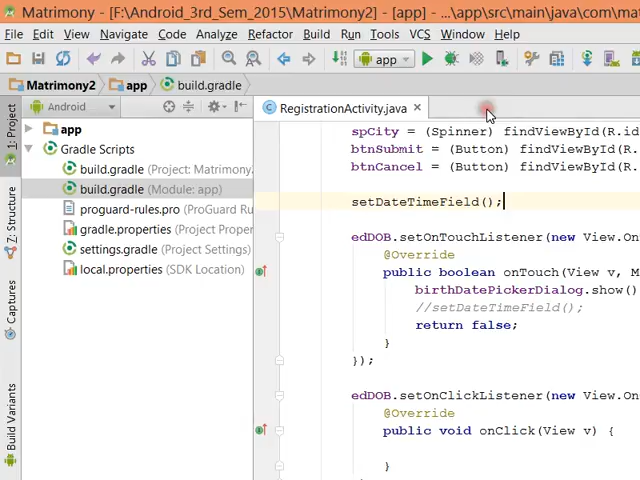 Matrimony - [F:\Android_3rd_Sem_2015\Matrimony2] - [app] - ...\app\src\main\java\com\mat
File Edit View Navigate Code Analyze Refactor Build Run Tools VCS Window Help
app
Matrimony2 app build.gradle
1: Project
Z: Structure
Captures
Build Variants
Android
app
Gradle Scripts
build.gradle (Project: Matrimony
build.gradle (Module: app)
proguard-rules.pro (ProGuard Ru
gradle.properties (Project Proper
settings.gradle (Project Settings)
local.properties (SDK Location)
RegistrationActivity.java
spCity = (Spinner) findViewById(R.id
btnSubmit = (Button) findViewById(R.
btnCancel = (Button) findViewById(R.
setDateTimeField();
edDOB.setOnTouchListener(new View.On
@Override
public boolean onTouch(View v, M
birthDatePickerDialog.show()
//setDateTimeField();
return false;
}
});
edDOB.setOnClickListener(new View.On
@Override
public void onClick(View v) {
}